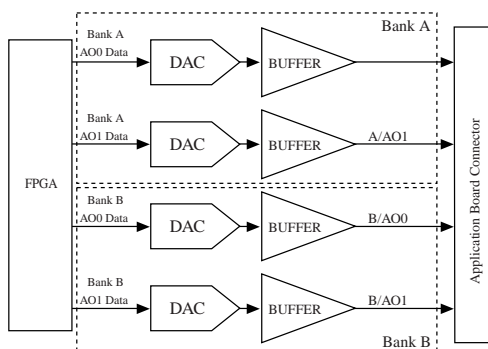 Bank A
Bank A
AO0 Data
DAC
BUFFER
Bank A
AO1 Data
DAC
BUFFER
A/AO1
FPGA
Application Board Connector
Bank B
AO0 Data
DAC
BUFFER
B/AO0
Bank B
AO1 Data
DAC
BUFFER
B/AO1
Bank B